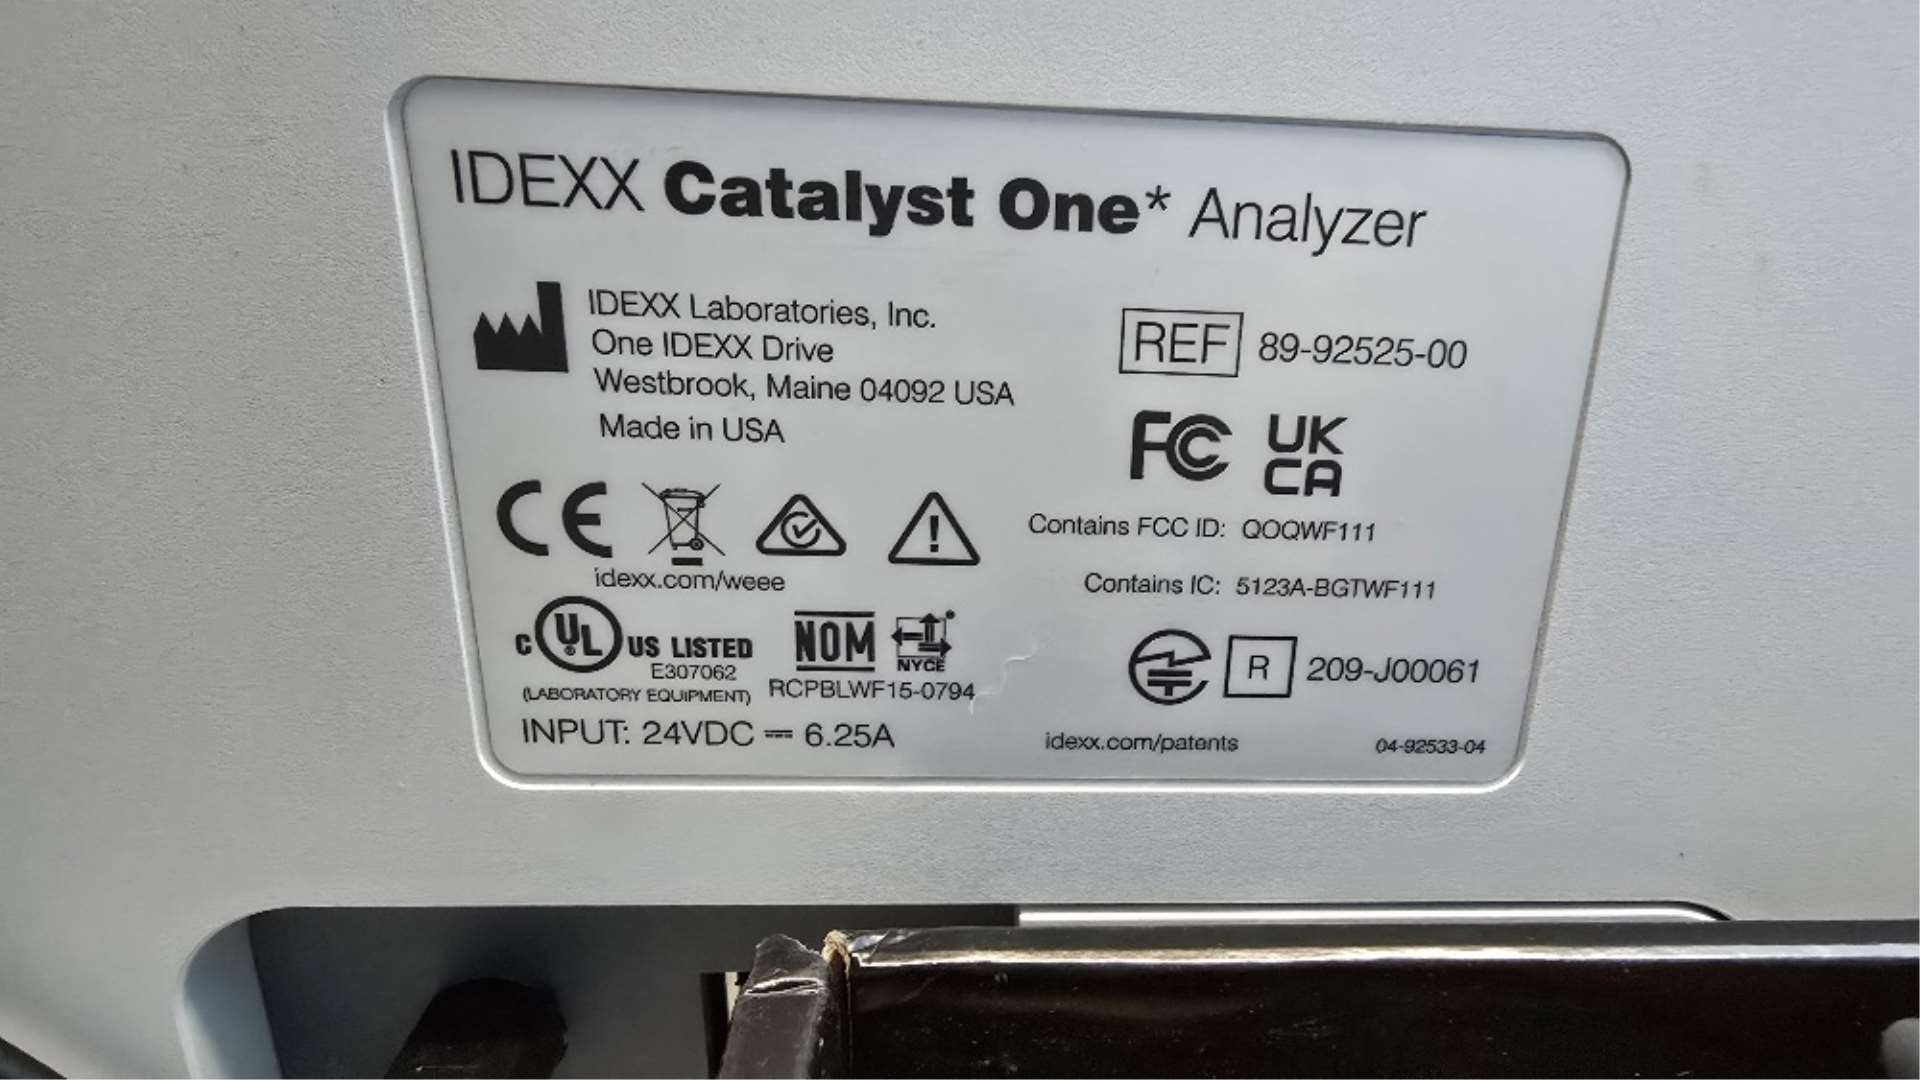 IDEXX Catalyst One* Analyzer
IDEXX Laboratories, Inc.
One IDEXX Drive
Westbrook, Maine 04092 USA
Made in USA
REF 89-92525-00
FC UK
CA
CE
idexx.com/weee
Contains FCC ID: QOQWF111
Contains IC: 5123A-BGTWF111
C UL US LISTED
E307062
(LABORATORY EQUIPMENT)
NOM NYCE
RCPBLWF15-0794
R 209-J00061
INPUT: 24VDC ⎓ 6.25A
idexx.com/patents
04-92533-04